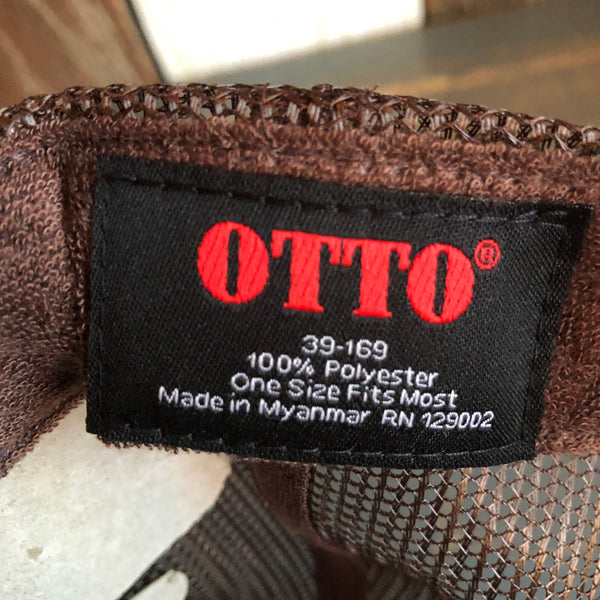 OTTO®
39-169
100% Polyester
One Size Fits Most
Made in Myanmar RN 129002